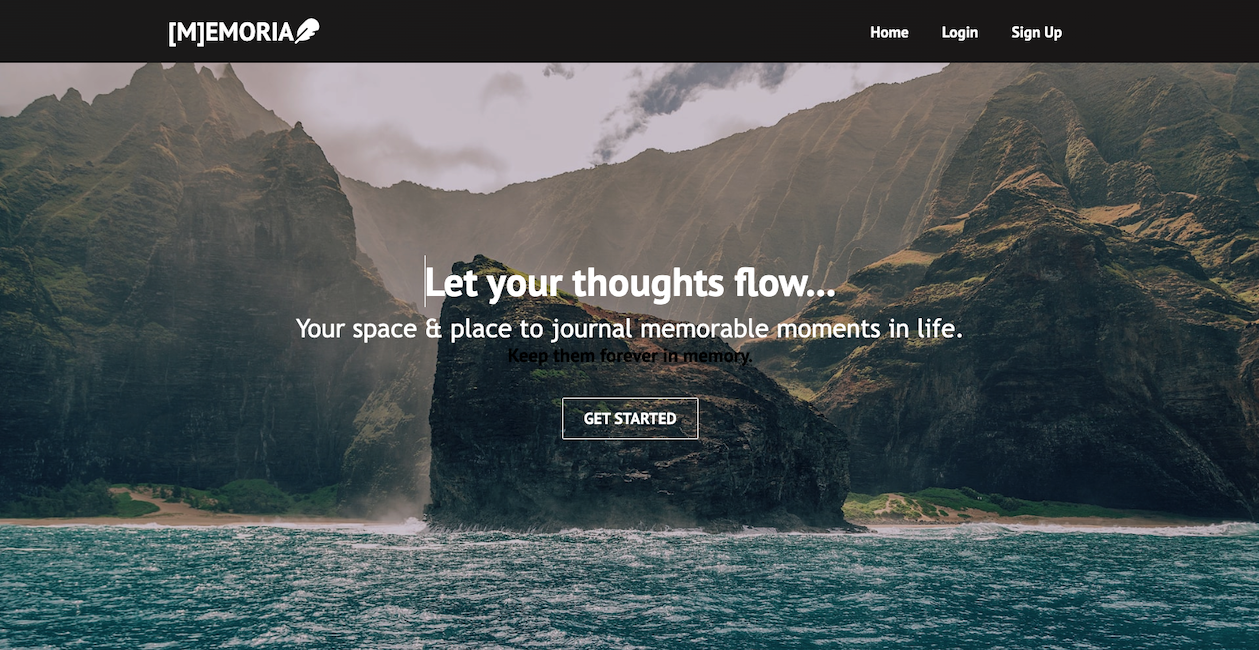 [M]EMORIA
Home Login Sign Up
Let your thoughts flow...
Your space & place to journal memorable moments in life.
Keep them forever in memory.
GET STARTED